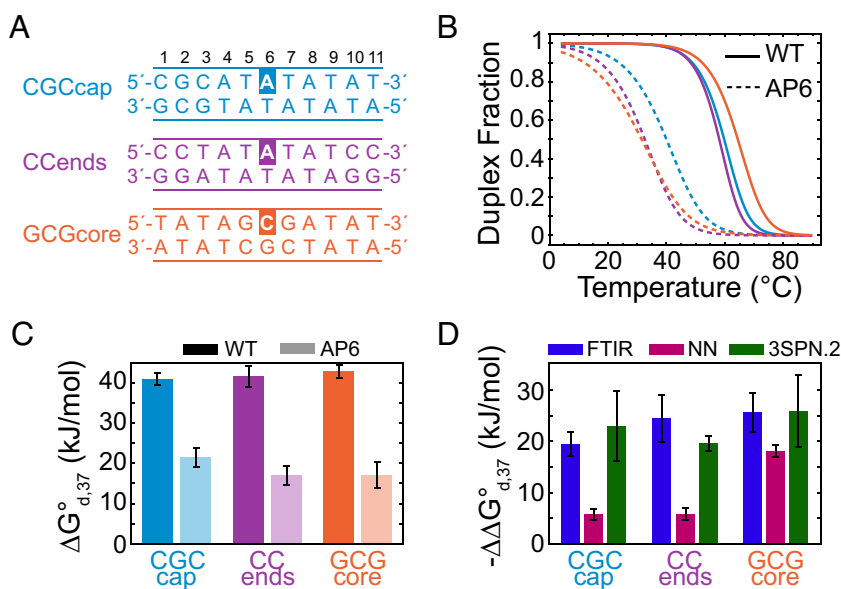 A
1 2 3 4 5 6 7 8 9 10 11
CGCcap
5´-C G C A T A T A T A T-3´
3´-G C G T A T A T A T A-5´
CCends
5´-C C T A T A T A T C C-3´
3´-G G A T A T A T A G G-5´
GCGcore
5´-T A T A G C G A T A T-3´
3´-A T A T C G C T A T A-5´
B
Duplex Fraction
1
0.8
0.6
0.4
0.2
0
WT
AP6
0 20 40 60 80
Temperature (°C)
C
WT AP6
ΔG°d,37 (kJ/mol)
40
30
20
10
0
CGC cap
CC ends
GCG core
D
FTIR NN 3SPN.2
-ΔΔG°d,37 (kJ/mol)
30
20
10
0
CGC cap
CC ends
GCG core